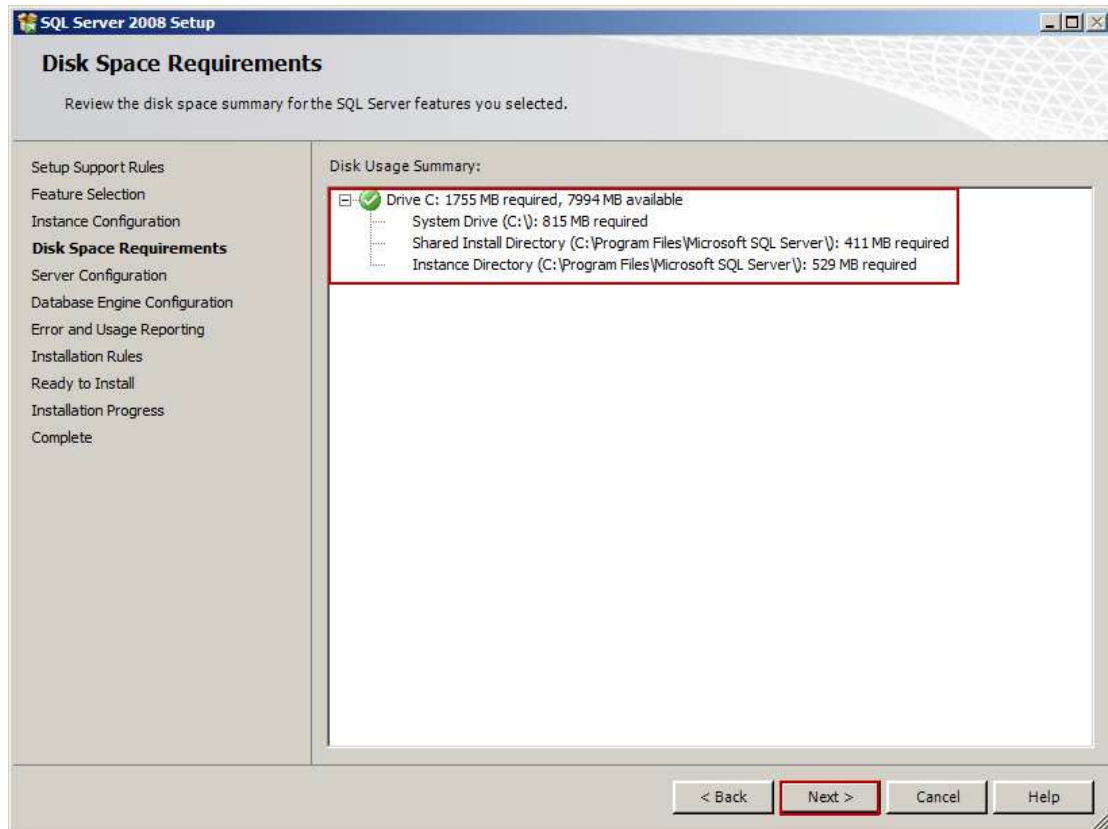 SQL Server 2008 Setup
Disk Space Requirements
Review the disk space summary for the SQL Server features you selected.
Setup Support Rules
Feature Selection
Instance Configuration
Disk Space Requirements
Server Configuration
Database Engine Configuration
Error and Usage Reporting
Installation Rules
Ready to Install
Installation Progress
Complete
Disk Usage Summary:
Drive C: 1755 MB required, 7994 MB available
System Drive (C:\): 815 MB required
Shared Install Directory (C:\Program Files\Microsoft SQL Server\): 411 MB required
Instance Directory (C:\Program Files\Microsoft SQL Server\): 529 MB required
< Back
Next >
Cancel
Help